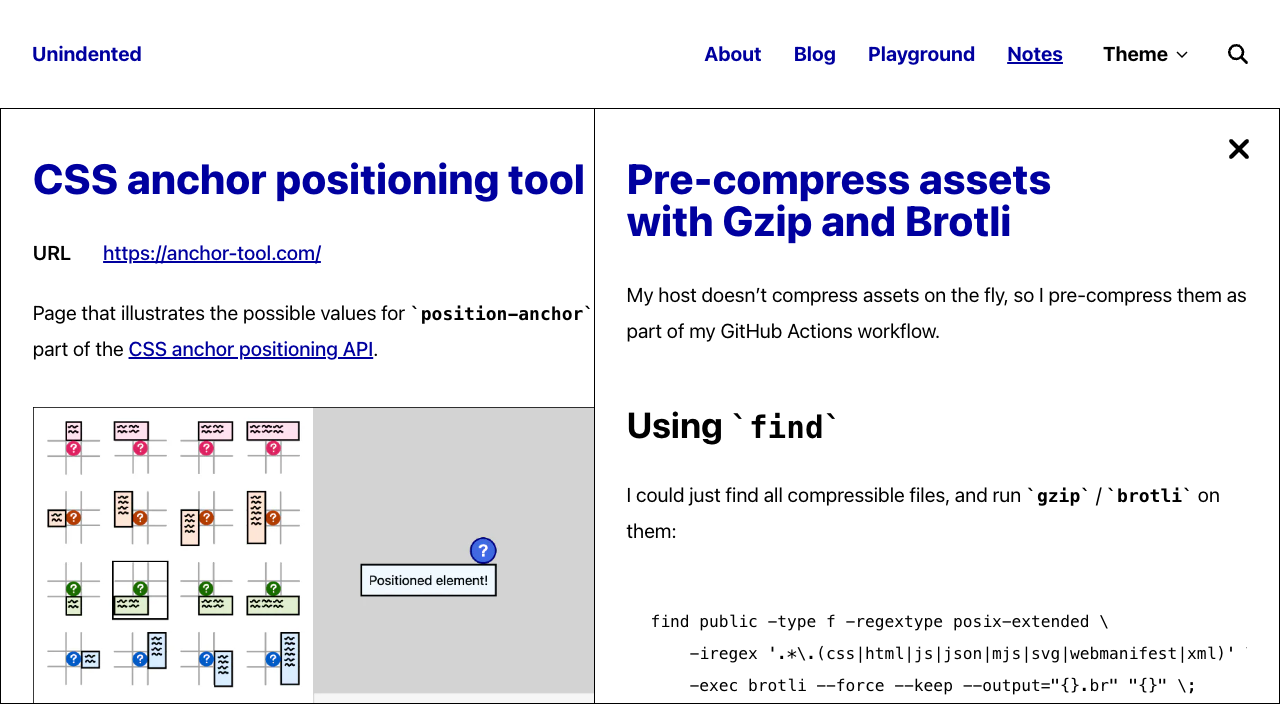 Unindented
About Blog Playground Notes Theme
CSS anchor positioning tool
URL https://anchor-tool.com/
Page that illustrates the possible values for `position-anchor`
part of the CSS anchor positioning API.
?
Positioned element!
Pre-compress assets
with Gzip and Brotli
My host doesn’t compress assets on the fly, so I pre-compress them as
part of my GitHub Actions workflow.
Using `find`
I could just find all compressible files, and run `gzip` / `brotli` on
them:
find public -type f -regextype posix-extended \
-iregex '.*\.(css|html|js|json|mjs|svg|webmanifest|xml)'
-exec brotli --force --keep --output="{}.br" "{}" \;